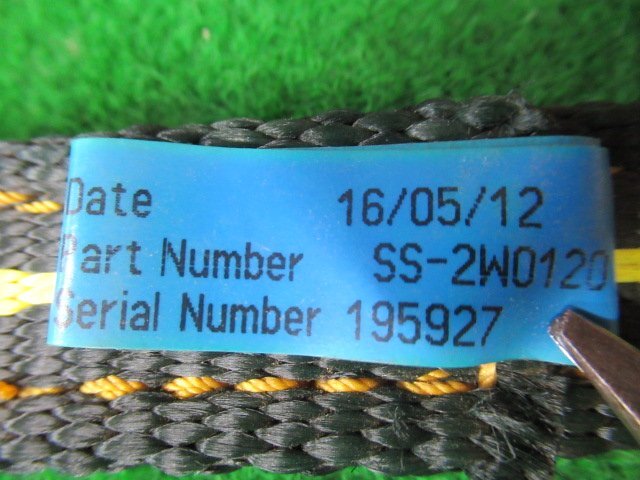 Date 16/05/12
Part Number SS-2W0120
Serial Number 195927